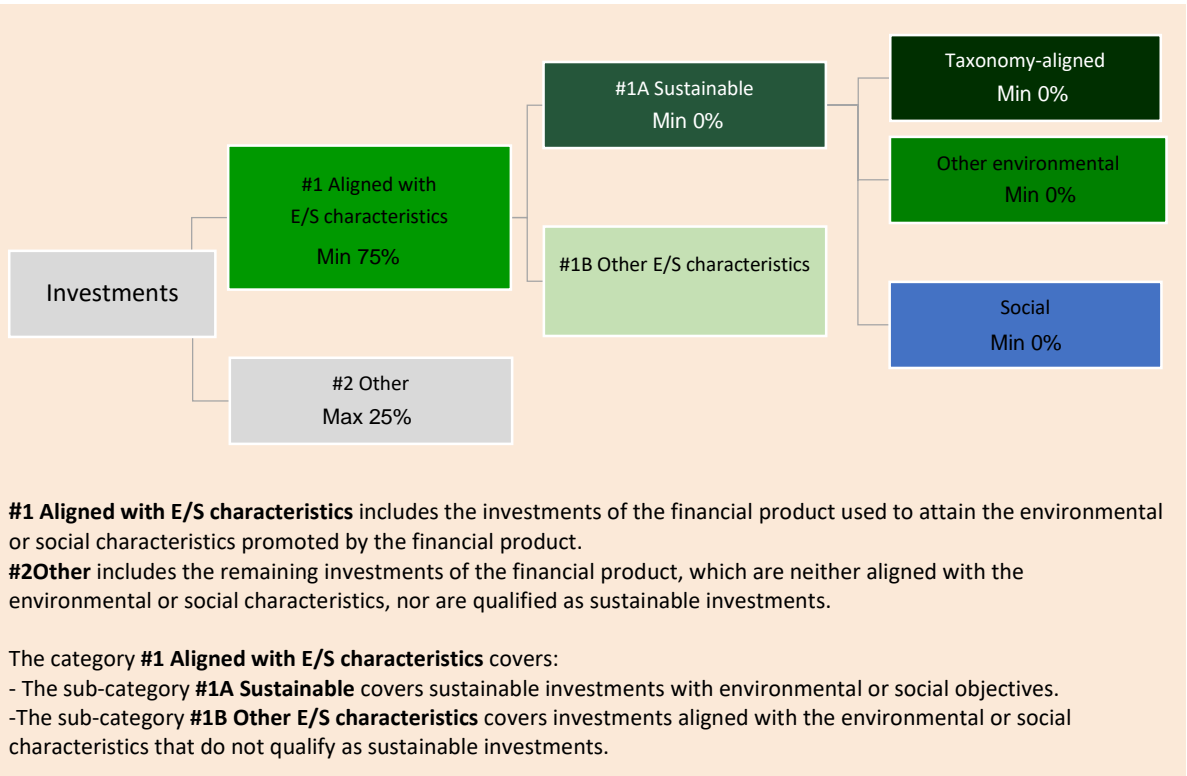 Investments
#1 Aligned with
E/S characteristics
Min 75%
#2 Other
Max 25%
#1A Sustainable
Min 0%
#1B Other E/S characteristics
Taxonomy-aligned
Min 0%
Other environmental
Min 0%
Social
Min 0%
#1 Aligned with E/S characteristics includes the investments of the financial product used to attain the environmental
or social characteristics promoted by the financial product.
#2Other includes the remaining investments of the financial product, which are neither aligned with the
environmental or social characteristics, nor are qualified as sustainable investments.
The category #1 Aligned with E/S characteristics covers:
- The sub-category #1A Sustainable covers sustainable investments with environmental or social objectives.
-The sub-category #1B Other E/S characteristics covers investments aligned with the environmental or social
characteristics that do not qualify as sustainable investments.